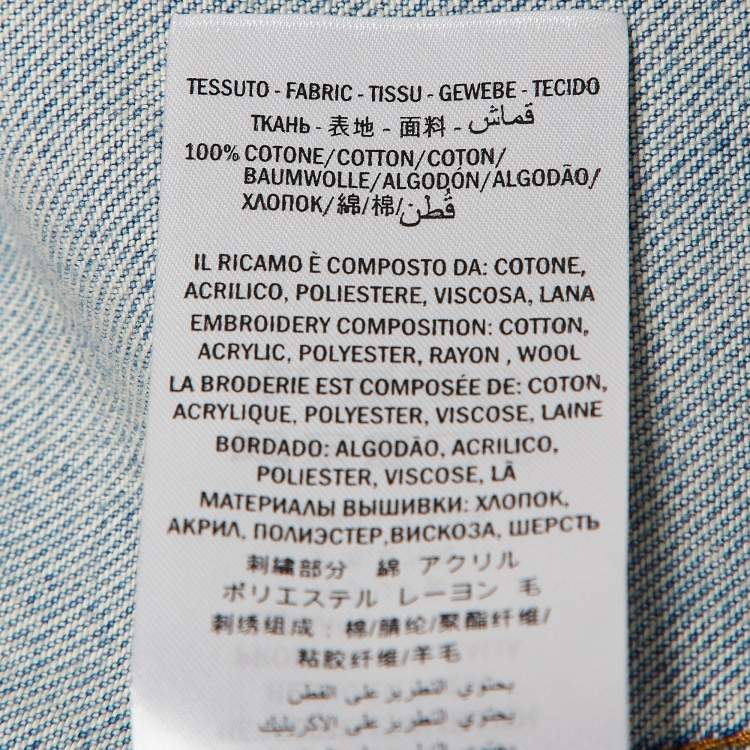 TESSUTO - FABRIC - TISSU - GEWEBE - TECIDO
ТКАНЬ - 表地 - 面料 - قماش
100% COTONE/COTTON/COTON/
BAUMWOLLE/ALGODÓN/ALGODÃO/
ХЛОПОК/綿/棉/قُطن
IL RICAMO È COMPOSTO DA: COTONE,
ACRILICO, POLIESTERE, VISCOSA, LANA
EMBROIDERY COMPOSITION: COTTON,
ACRYLIC, POLYESTER, RAYON , WOOL
LA BRODERIE EST COMPOSÉE DE: COTON,
ACRYLIQUE, POLYESTER, VISCOSE, LAINE
BORDADO: ALGODÃO, ACRILICO,
POLIESTER, VISCOSE, LÃ
МАТЕРИАЛЫ ВЫШИВКИ: ХЛОПОК,
АКРИЛ, ПОЛИЭСТЕР,ВИСКОЗА, ШЕРСТЬ
刺繍部分 綿 アクリル
ポリエステル レーヨン 毛
刺绣组成: 棉/腈纶/聚酯纤维/
粘胶纤维/羊毛
يحتوي التطريز على القطن
يحتوي التطريز على الاكريليك